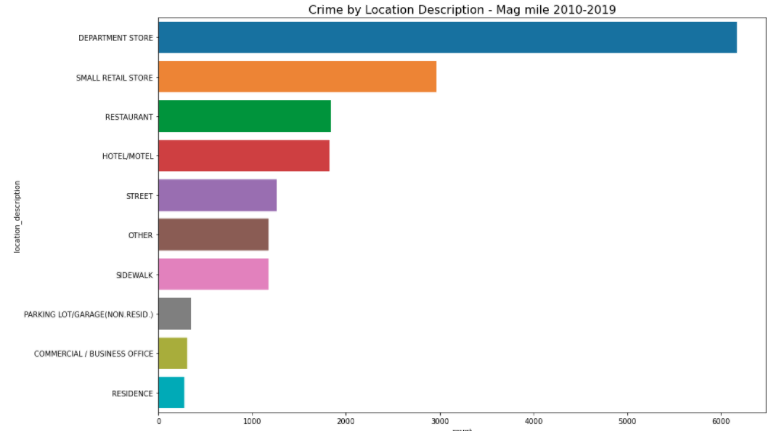 Crime by Location Description - Mag mile 2010-2019
DEPARTMENT STORE
SMALL RETAIL STORE
RESTAURANT
HOTEL/MOTEL
STREET
OTHER
SIDEWALK
PARKING LOT/GARAGE(NON.RESID.)
COMMERCIAL / BUSINESS OFFICE
RESIDENCE
location_description
0 1000 2000 3000 4000 5000 6000